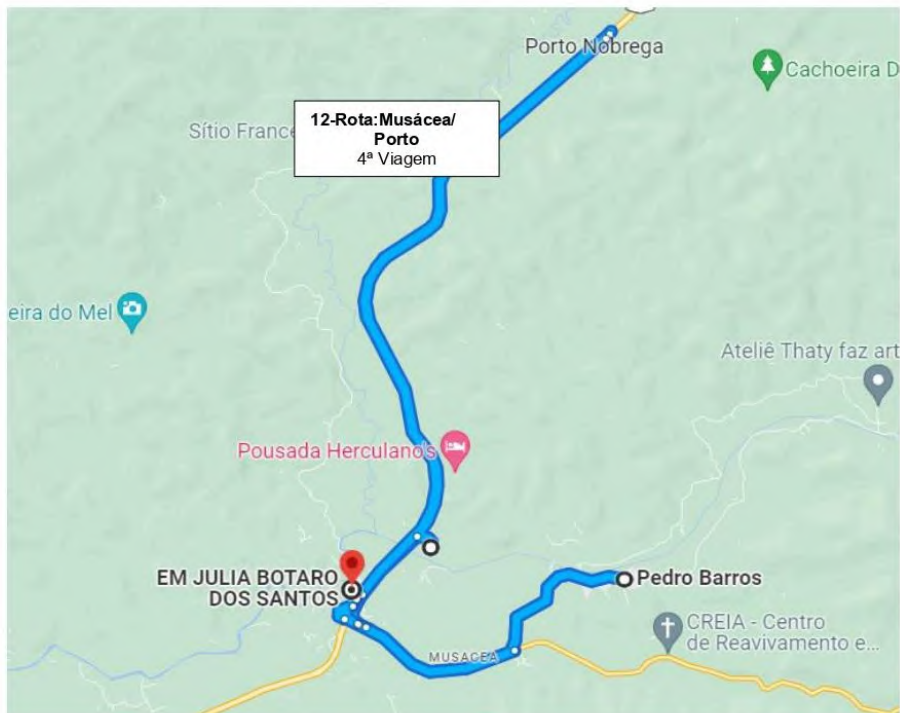 Porto Nóbrega
Cachoeira D
12-Rota:Musácea/
Porto
4ª Viagem
Sítio France
eira do Mel
Ateliê Thaty faz art
Pousada Herculano's
EM JULIA BOTARO
DOS SANTOS
Pedro Barros
CREIA - Centro
de Reavivamento e...
MUSACEA